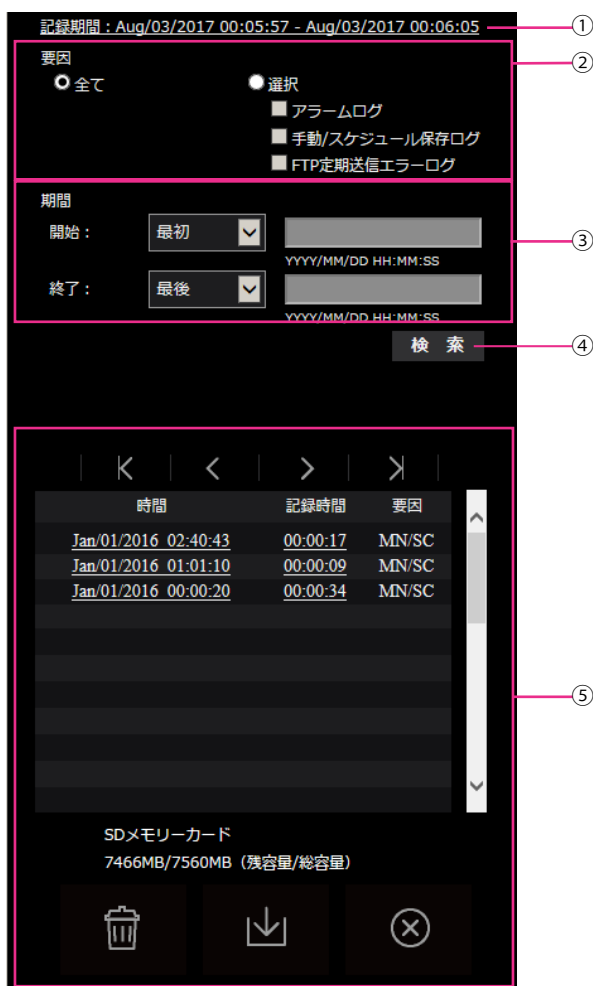 記録期間 : Aug/03/2017 00:05:57 - Aug/03/2017 00:06:05
①
要因
②
全て 選択
アラームログ
手動/スケジュール保存ログ
FTP定期送信エラーログ
期間
開始 : 最初
③
YYYY/MM/DD HH:MM:SS
終了 : 最後
YYYY/MM/DD HH:MM:SS
検 索
④
時間 記録時間 要因
Jan/01/2016 02:40:43 00:00:17 MN/SC
Jan/01/2016 01:01:10 00:00:09 MN/SC
Jan/01/2016 00:00:20 00:00:34 MN/SC
⑤
SDメモリーカード
7466MB/7560MB（残容量/総容量）